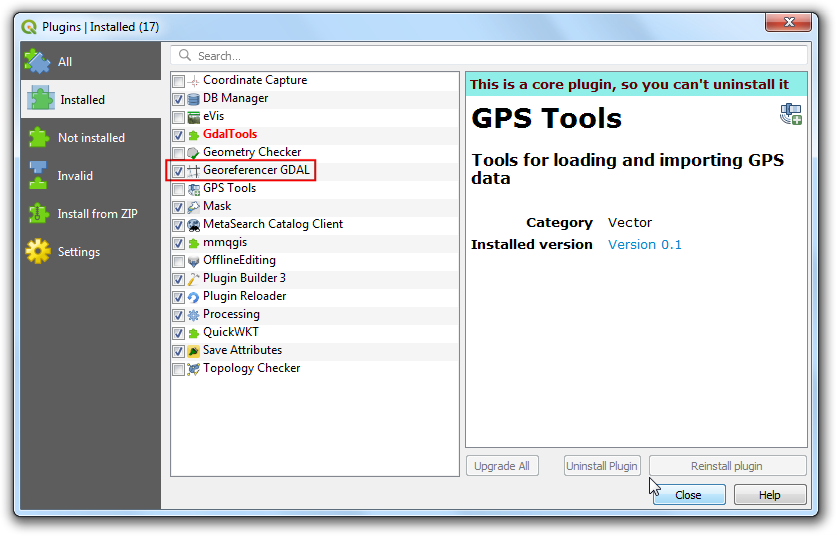 Plugins | Installed (17)
All
Installed
Not installed
Invalid
Install from ZIP
Settings
Search...
Coordinate Capture
DB Manager
eVis
GdalTools
Geometry Checker
Georeferencer GDAL
GPS Tools
Mask
MetaSearch Catalog Client
mmqgis
OfflineEditing
Plugin Builder 3
Plugin Reloader
Processing
QuickWKT
Save Attributes
Topology Checker
This is a core plugin, so you can't uninstall it
GPS Tools
Tools for loading and importing GPS
data
Category Vector
Installed version Version 0.1
Upgrade All Uninstall Plugin Reinstall plugin
Close Help